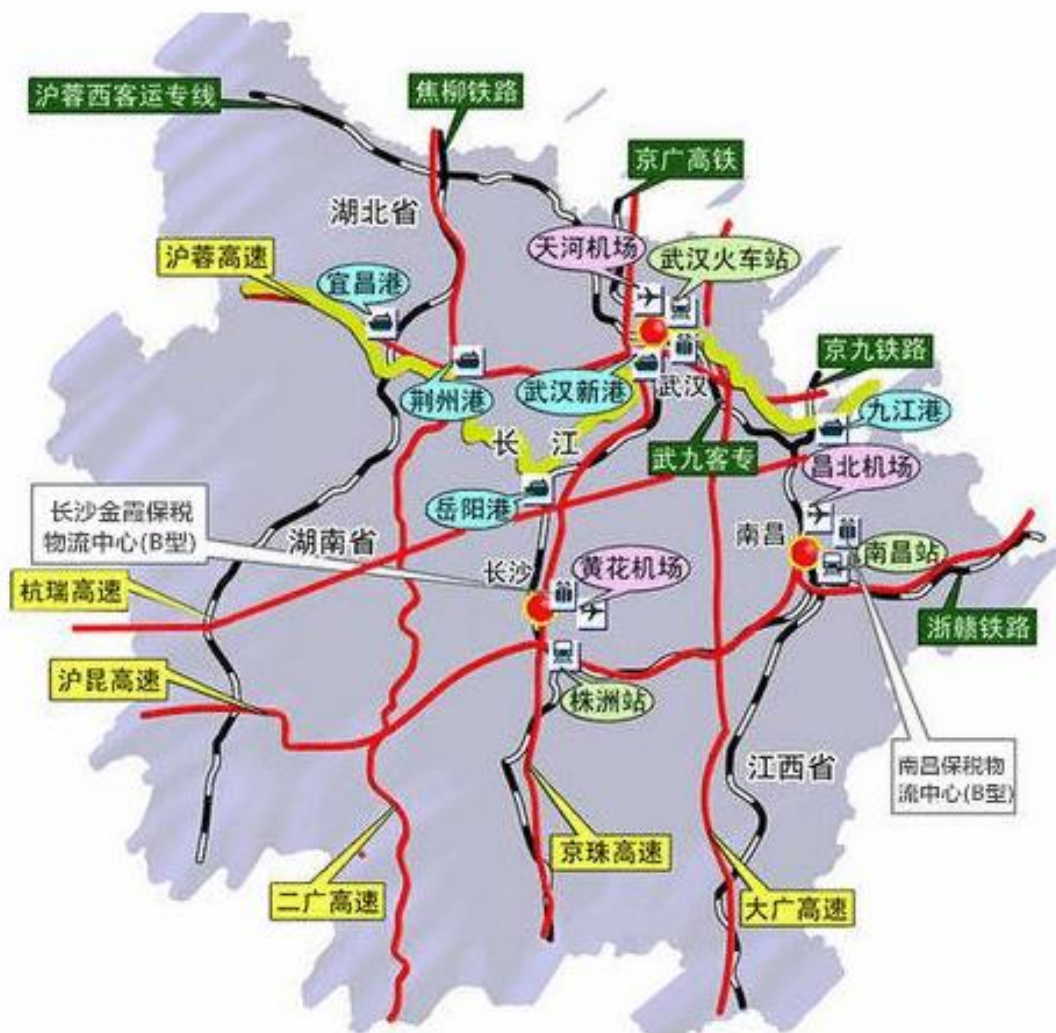 沪蓉西客运专线
焦柳铁路
京广高铁
湖北省
天河机场
武汉火车站
沪蓉高速
宜昌港
京九铁路
荆州港
武汉新港
武汉
九江港
长江
武九客专
昌北机场
岳阳港
长沙金霞保税
物流中心(B型)
湖南省
南昌
南昌站
长沙
黄花机场
杭瑞高速
浙赣铁路
沪昆高速
株洲站
江西省
南昌保税物
流中心(B型)
京珠高速
二广高速
大广高速